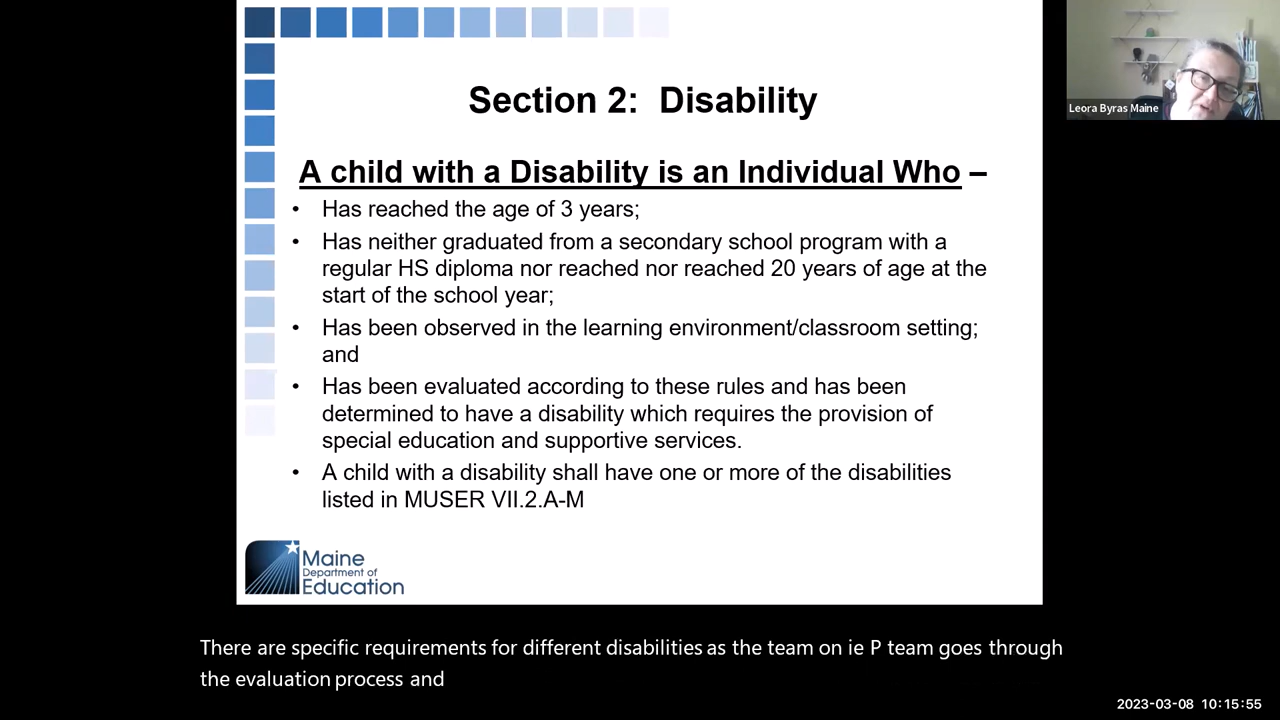 Section 2: Disability
A child with a Disability is an Individual Who –
• Has reached the age of 3 years;
• Has neither graduated from a secondary school program with a
regular HS diploma nor reached nor reached 20 years of age at the
start of the school year;
• Has been observed in the learning environment/classroom setting;
and
• Has been evaluated according to these rules and has been
determined to have a disability which requires the provision of
special education and supportive services.
• A child with a disability shall have one or more of the disabilities
listed in MUSER VII.2.A-M
Maine
Department of
Education
Leora Byras Maine
There are specific requirements for different disabilities as the team on ie P team goes through
the evaluation process and
2023-03-08 10:15:55